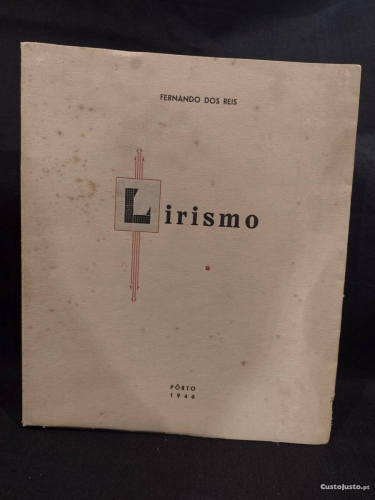 FERNANDO DOS REIS
Lirismo
PÔRTO
1944
CustoJusto.pt